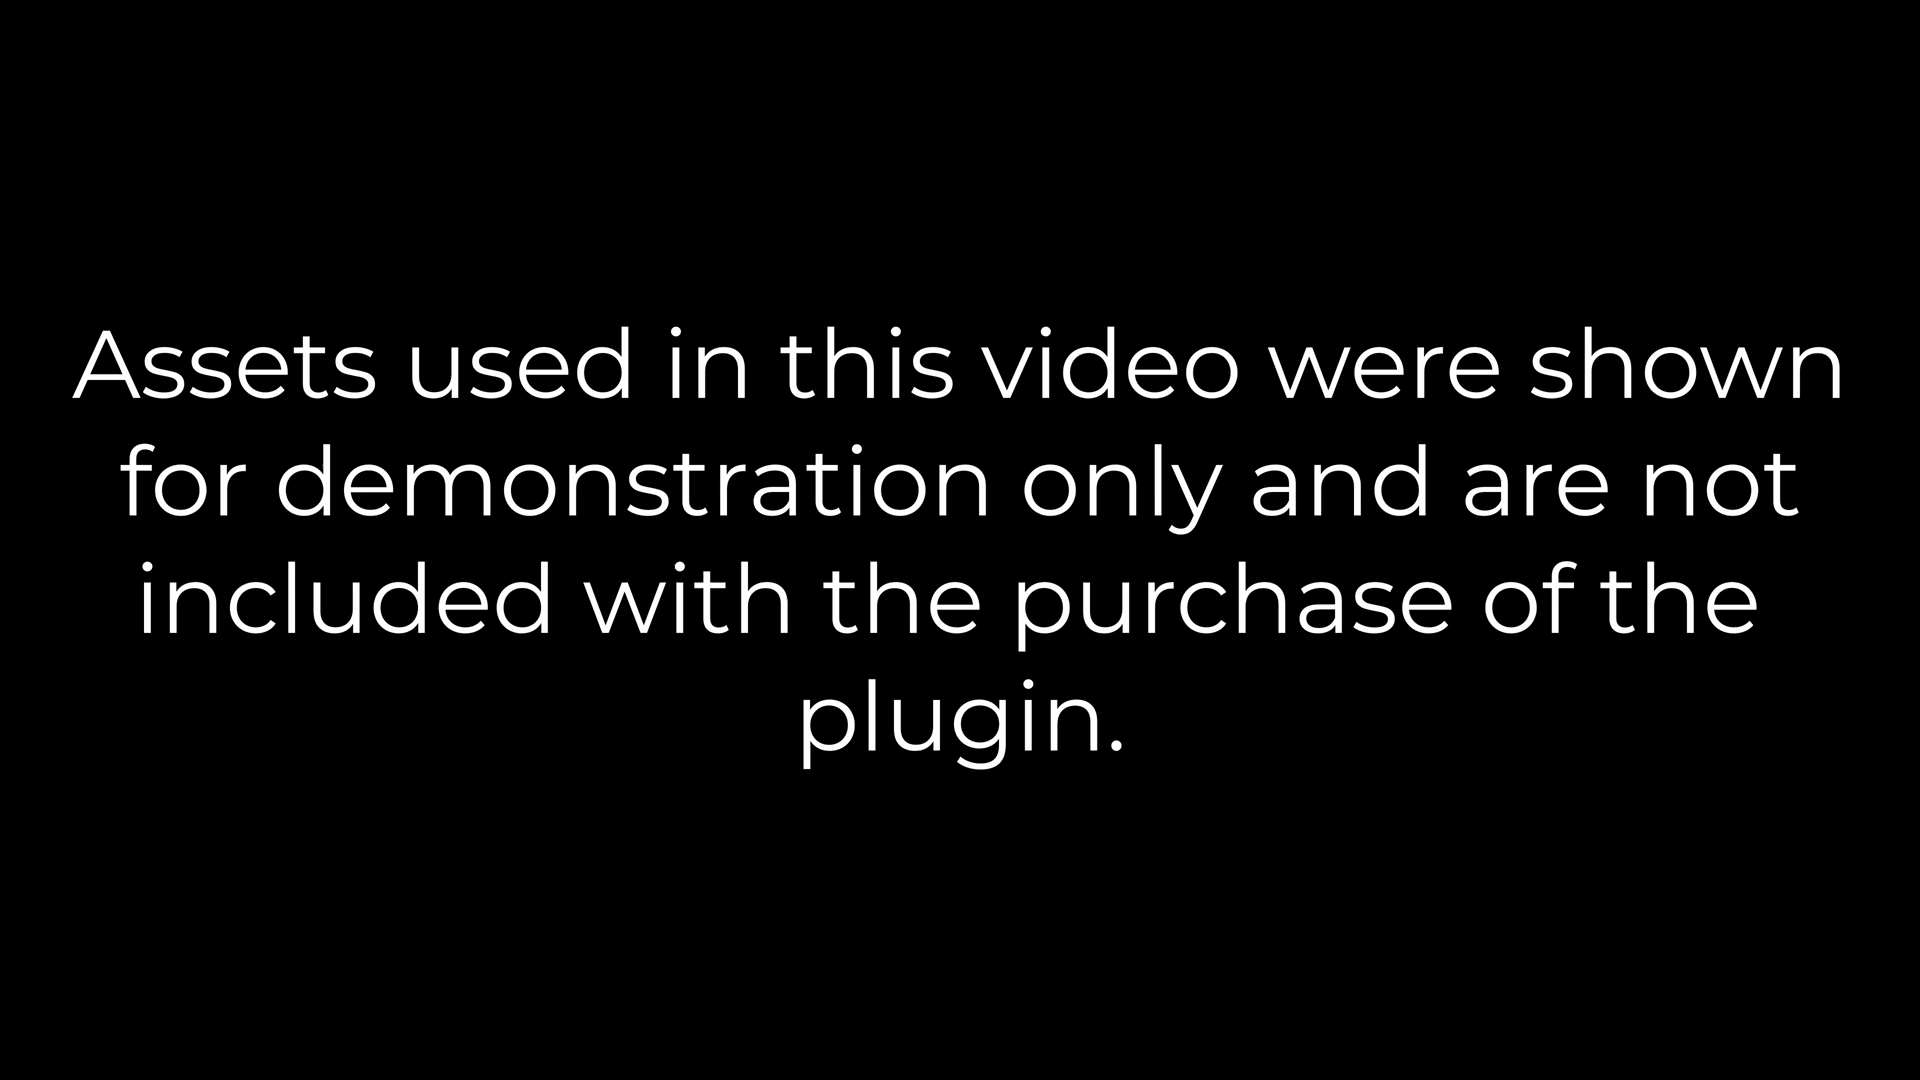 Assets used in this video were shown
for demonstration only and are not
included with the purchase of the
plugin.